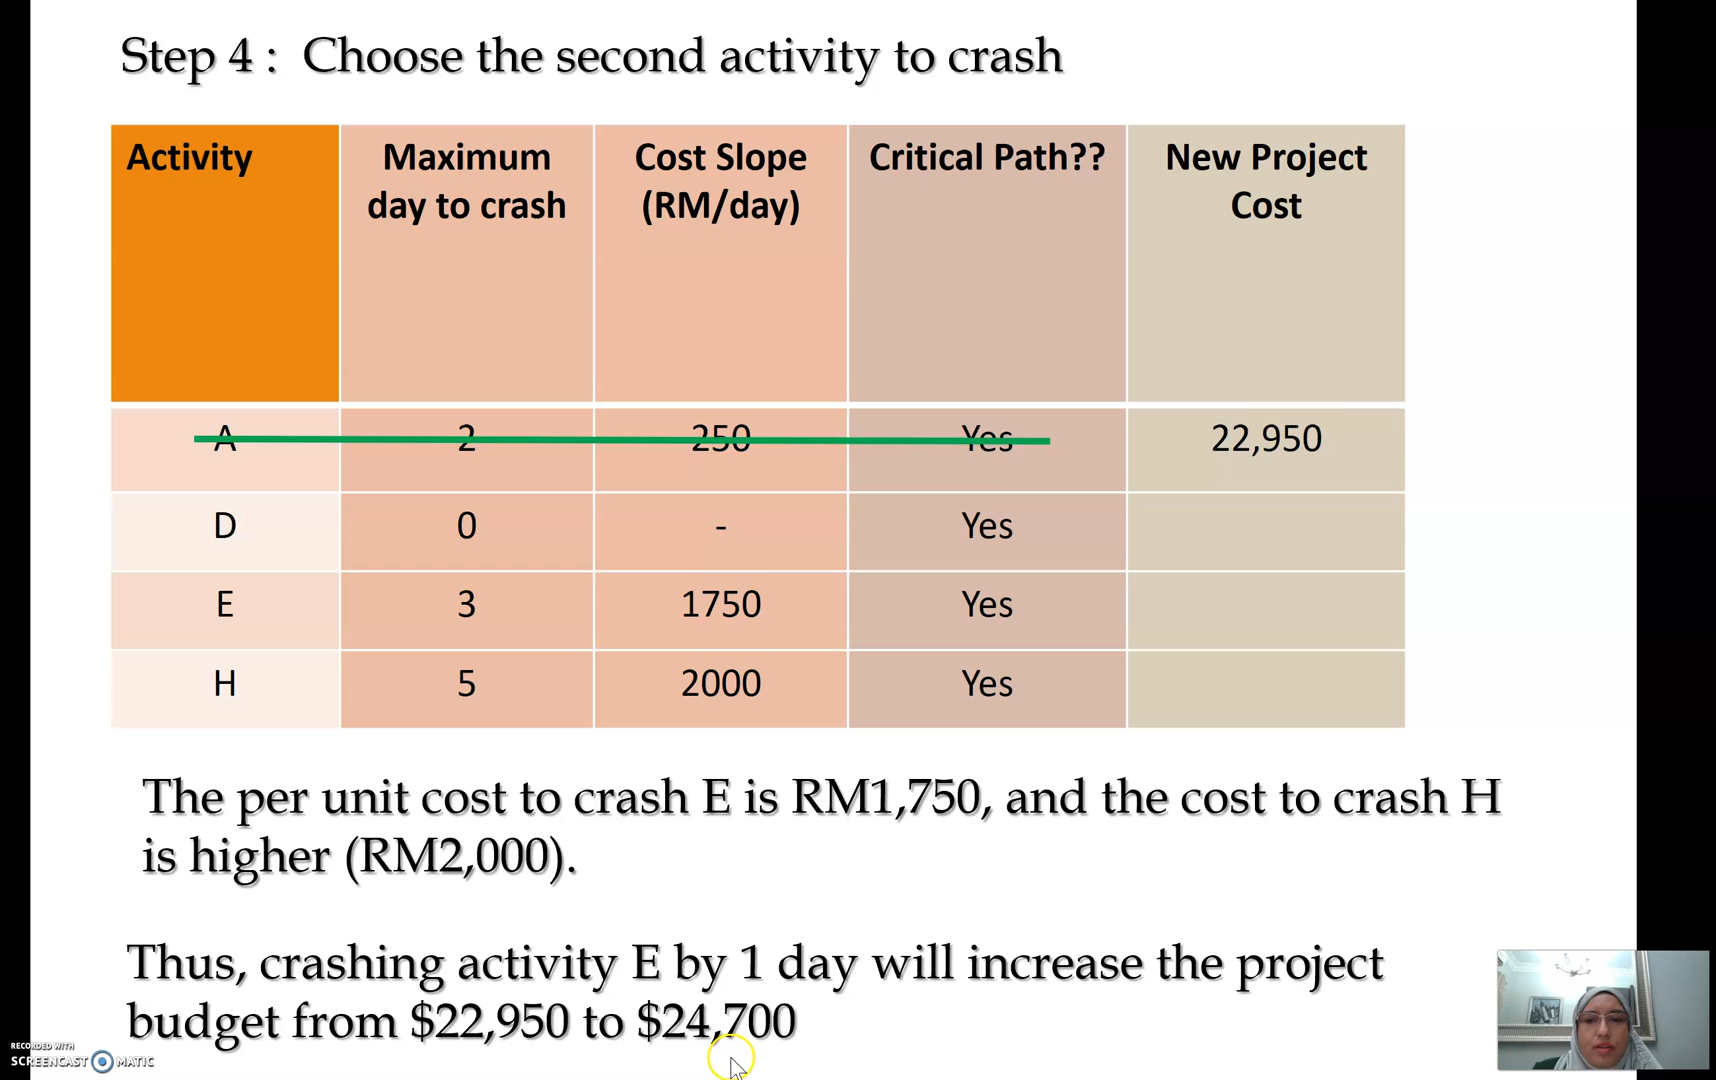 Step 4 : Choose the second activity to crash
Activity
Maximum day to crash
Cost Slope (RM/day)
Critical Path??
New Project Cost
A 2 250 Yes 22,950
D 0 - Yes
E 3 1750 Yes
H 5 2000 Yes
The per unit cost to crash E is RM1,750, and the cost to crash H
is higher (RM2,000).
Thus, crashing activity E by 1 day will increase the project
budget from $22,950 to $24,700
RECORDED WITH
SCREENCAST MATIC